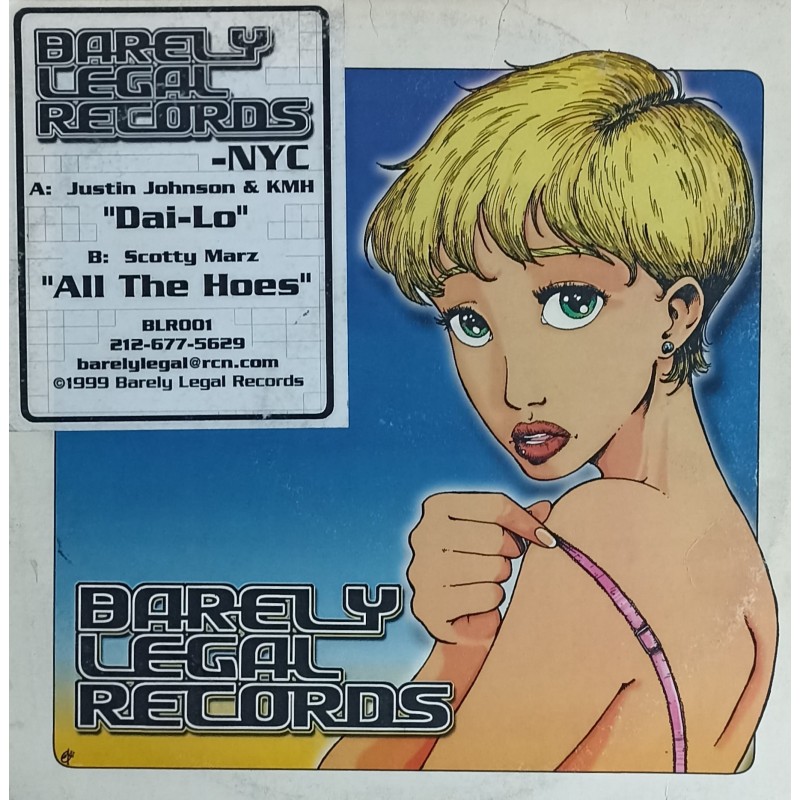 BARELY
LEGAL
RECORDS
-NYC
A: Justin Johnson & KMH
"Dai-Lo"
B: Scotty Marz
"All The Hoes"
BLR001
212-677-5629
barelylegal@rcn.com
©1999 Barely Legal Records
BARELY
LEGAL
RECORDS